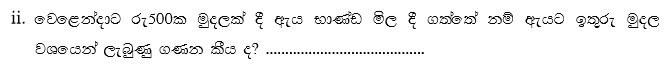 ii. වෙළෙන්දාට රු500ක මුදලක් දී ඇය භාණ්ඩ මිල දී ගත්තේ නම් ඇයට ඉතුරු මුදල
වශයෙන් ලැබුණු ගණන කීය ද? .........................................